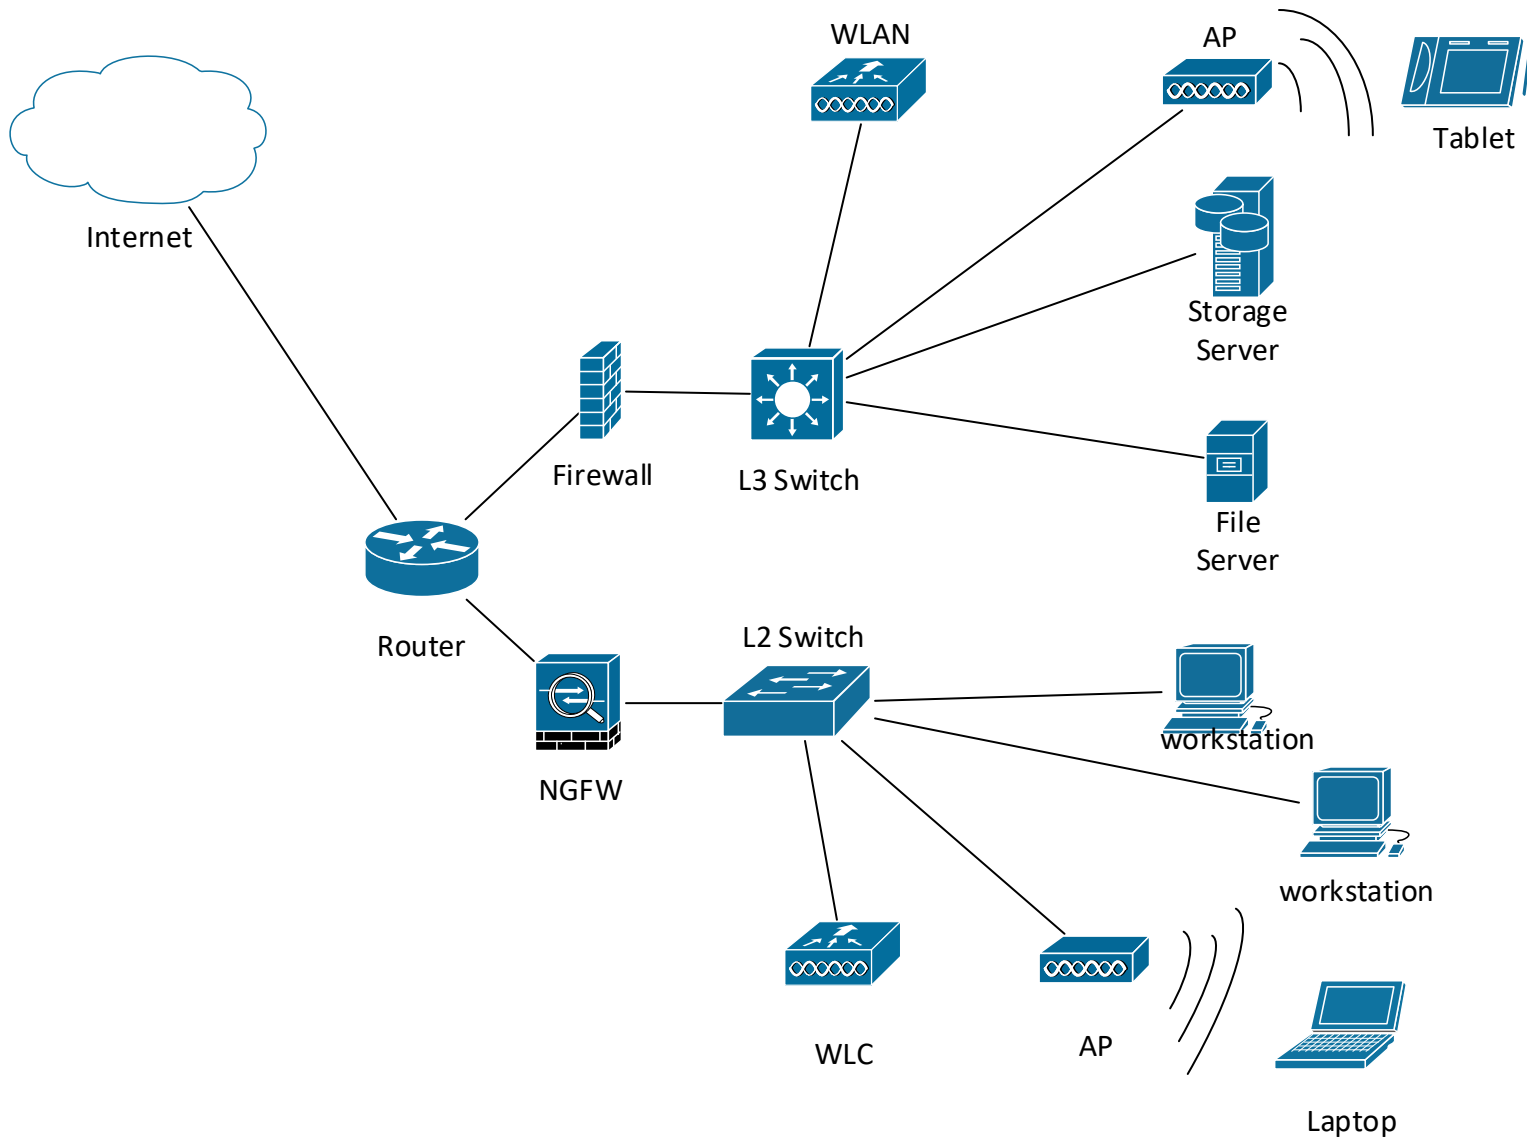 WLAN
AP
Tablet
Internet
Storage
Server
Firewall
L3 Switch
File
Server
Router
L2 Switch
NGFW
workstation
workstation
WLC
AP
Laptop